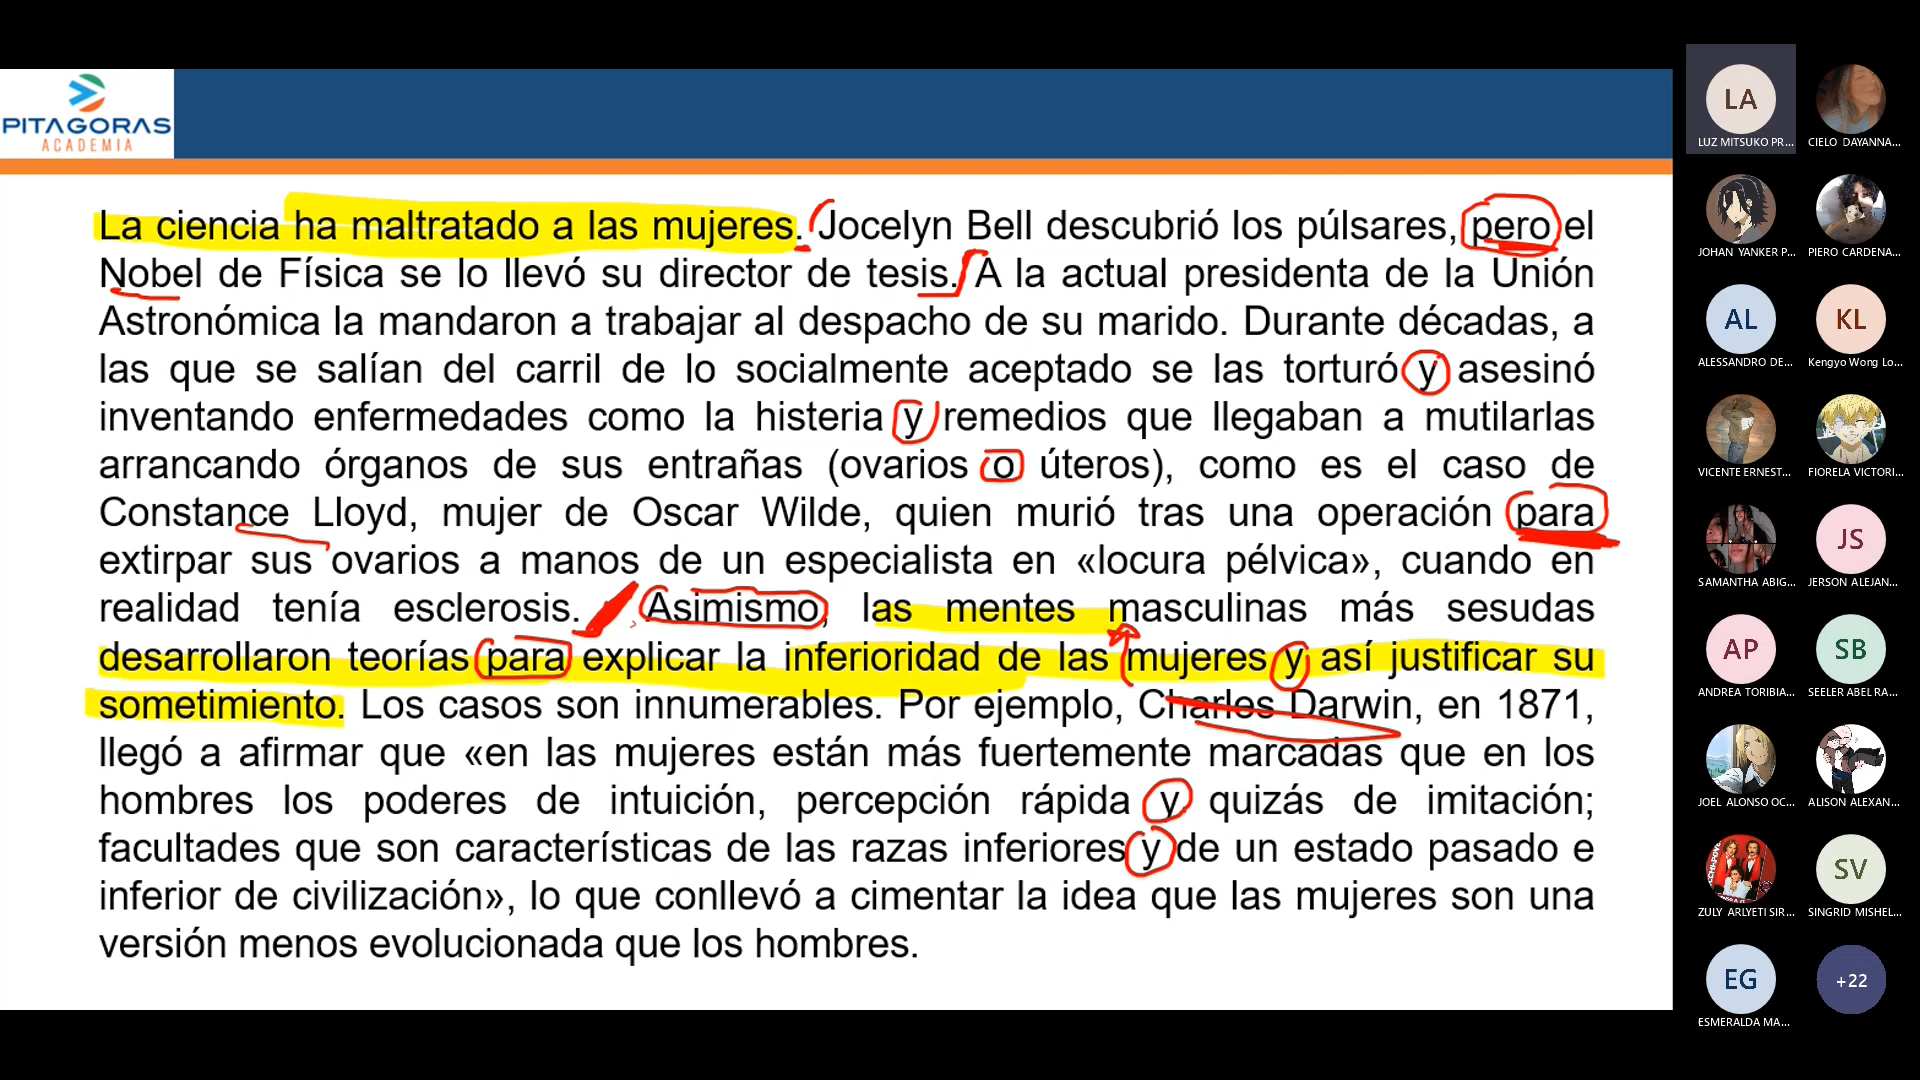 PITAGORAS
ACADEMIA
La ciencia ha maltratado a las mujeres. Jocelyn Bell descubrió los púlsares, pero el
Nobel de Física se lo llevó su director de tesis. A la actual presidenta de la Unión
Astronómica la mandaron a trabajar al despacho de su marido. Durante décadas, a
las que se salían del carril de lo socialmente aceptado se las torturó y asesinó
inventando enfermedades como la histeria y remedios que llegaban a mutilarlas
arrancando órganos de sus entrañas (ovarios o úteros), como es el caso de
Constance Lloyd, mujer de Oscar Wilde, quien murió tras una operación para
extirpar sus ovarios a manos de un especialista en «locura pélvica», cuando en
realidad tenía esclerosis. Asimismo, las mentes masculinas más sesudas
desarrollaron teorías para explicar la inferioridad de las mujeres y así justificar su
sometimiento. Los casos son innumerables. Por ejemplo, Charles Darwin, en 1871,
llegó a afirmar que «en las mujeres están más fuertemente marcadas que en los
hombres los poderes de intuición, percepción rápida y quizás de imitación;
facultades que son características de las razas inferiores y de un estado pasado e
inferior de civilización», lo que conllevó a cimentar la idea que las mujeres son una
versión menos evolucionada que los hombres.
LA
LUZ MITSUKO PR...
CIELO DAYANNA...
JOHAN YANKER P...
PIERO CARDENA...
AL
KL
ALESSANDRO DE...
Kengyo Wong Lo...
VICENTE ERNEST...
FIORELA VICTORI...
JS
SAMANTHA ABIG...
JERSON ALEJAN...
AP
SB
ANDREA TORIBIA...
SEELER ABEL RA...
JOEL ALONSO OC...
ALISON ALEXAN...
SV
ZULY ARLYETI SIR...
SINGRID MISHEL...
EG
+22
ESMERALDA MA...